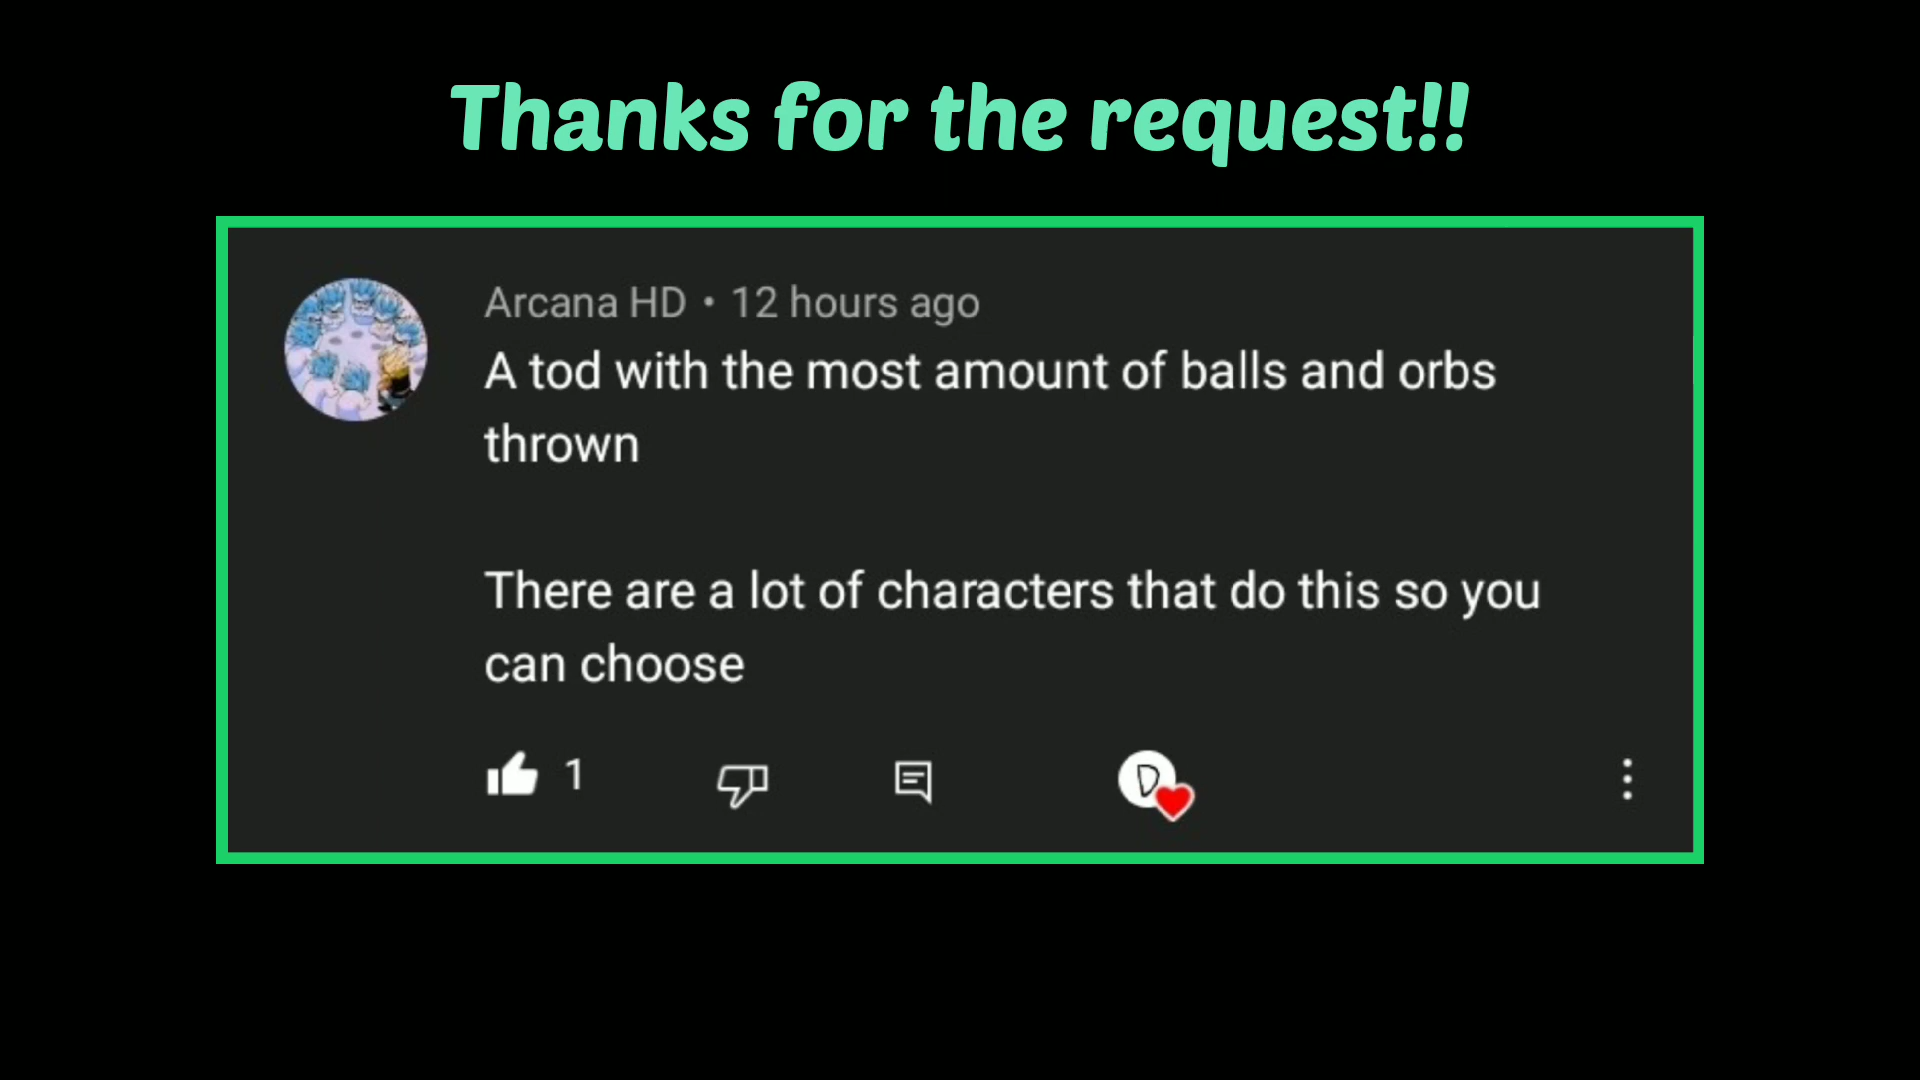 Thanks for the request!!
Arcana HD • 12 hours ago
A tod with the most amount of balls and orbs
thrown
There are a lot of characters that do this so you
can choose
1
D